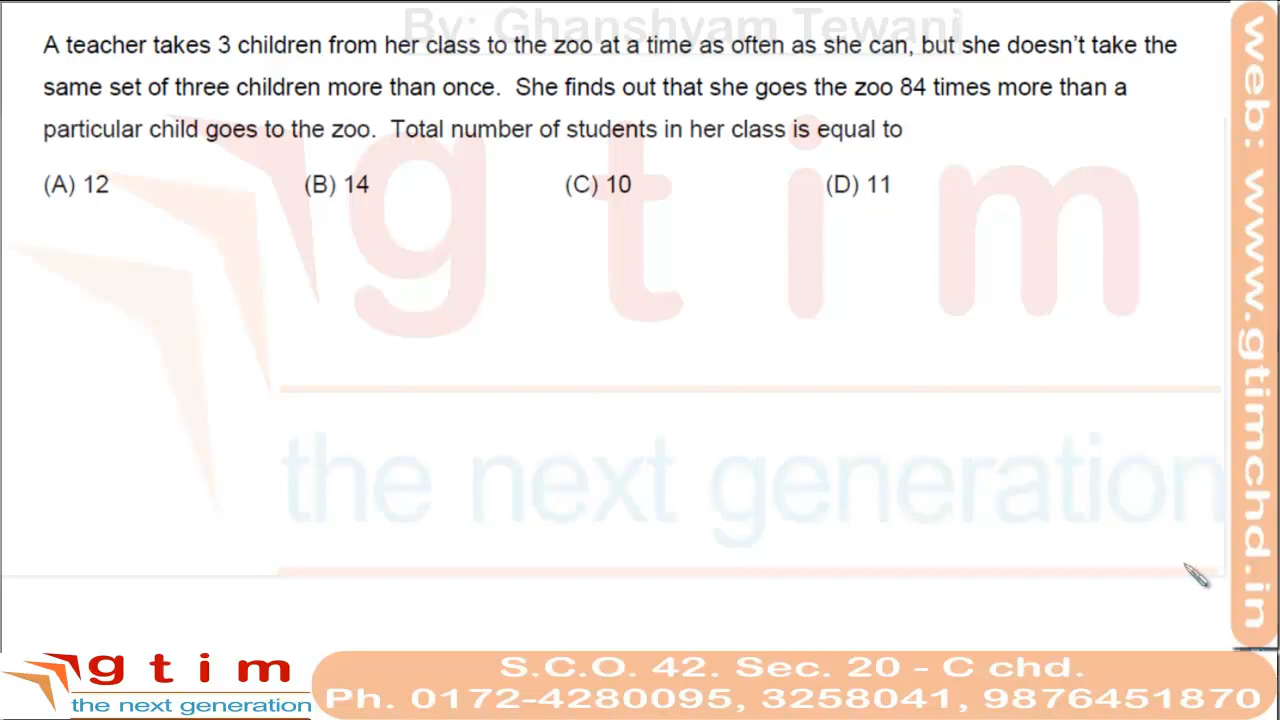 By: Ghanshyam Tewani
A teacher takes 3 children from her class to the zoo at a time as often as she can, but she doesn't take the
same set of three children more than once.  She finds out that she goes the zoo 84 times more than a
particular child goes to the zoo.  Total number of students in her class is equal to
(A) 12 (B) 14 (C) 10 (D) 11
gtim
the next generation
web: www.gtimchd.in
gtim
the next generation
S.C.O. 42. Sec. 20 - C chd.
Ph. 0172-4280095, 3258041, 9876451870